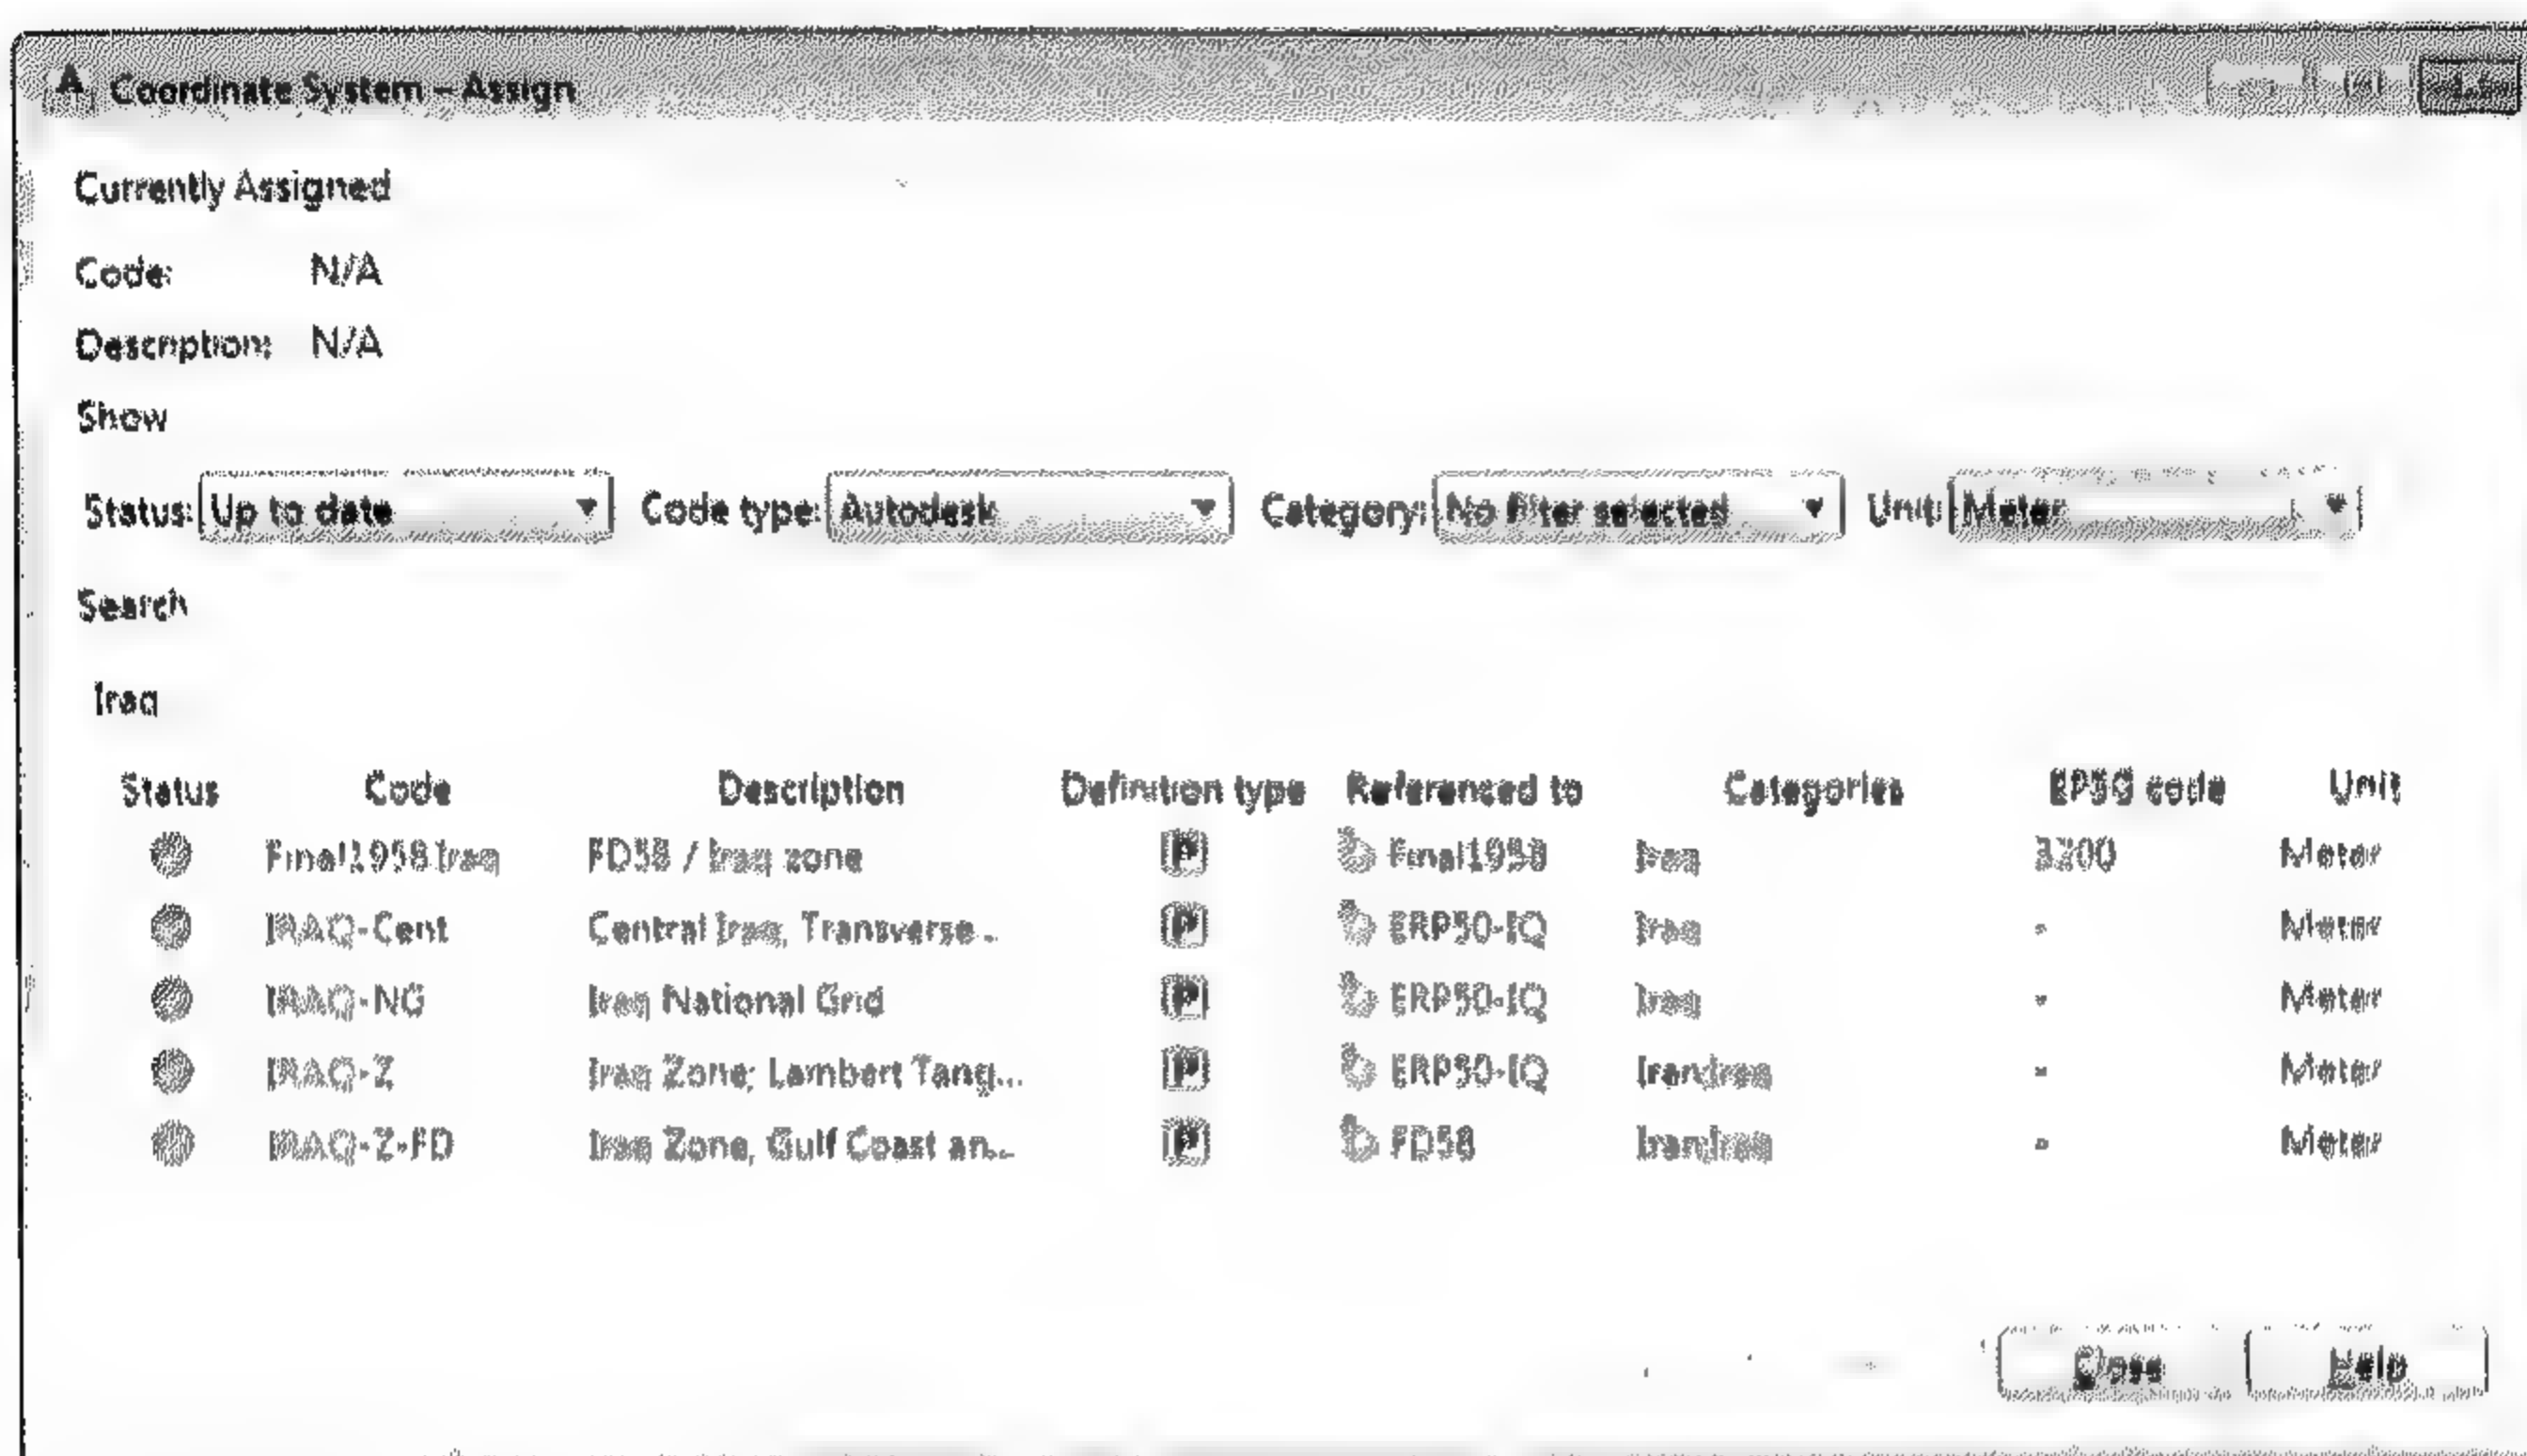 Coordinate System – Assign
Currently Assigned
Code: N/A
Description: N/A
Show
Status: Up to date Code type: Autodesk Category: No filter selected Unit: Meter
Search
Iraq
Status Code Description Definition type Referenced to Categories EPSG code Unit
Final1958.Iraq FD58 / Iraq zone P Final1958 Iraq 3200 Meter
IRAQ-Cent Central Iraq, Transverse... P ERP50-IQ Iraq - Meter
IRAQ-NG Iraq National Grid P ERP50-IQ Iraq - Meter
IRAQ-Z Iraq Zone; Lambert Tang... P ERP50-IQ Iran,Iraq - Meter
IRAQ-Z-FD Iraq Zone, Gulf Coast an... P FD58 Iran,Iraq - Meter
Close Help